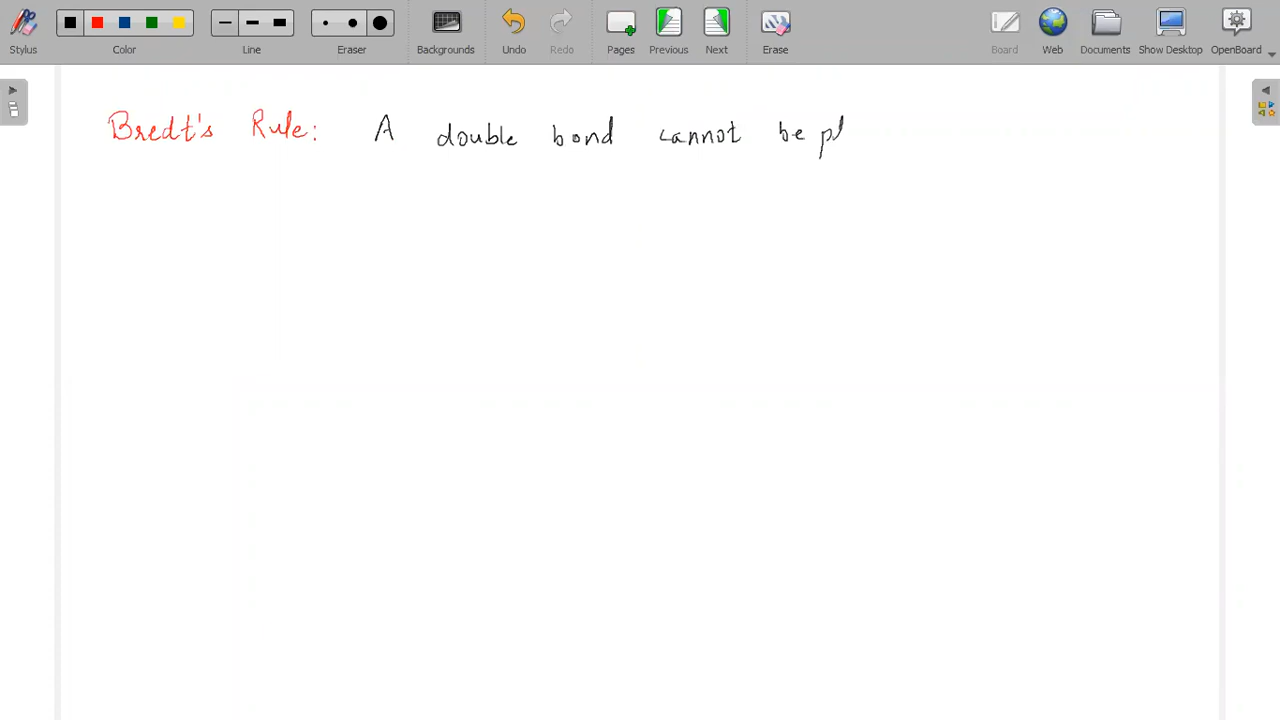 Stylus Color Line Eraser Backgrounds Undo Redo Pages Previous Next Erase Board Web Documents Show Desktop OpenBoard
Bredt's Rule: A double bond cannot be pl